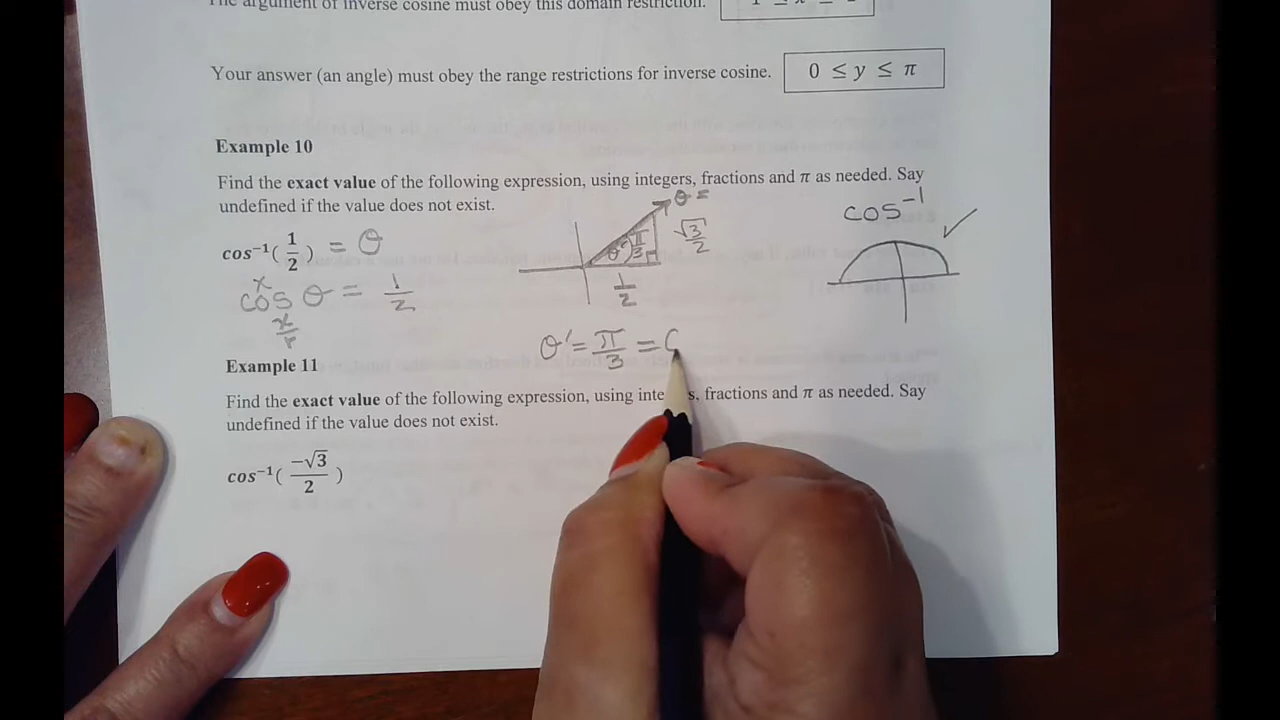 The argument of inverse cosine must obey this domain restriction.
Your answer (an angle) must obey the range restrictions for inverse cosine. 0 ≤ y ≤ π
Example 10
Find the exact value of the following expression, using integers, fractions and π as needed. Say
undefined if the value does not exist.
cos⁻¹(1/2) = θ
x
cos θ = 1/2
x/r
θ =
θ' π/3
√3/2
1/2
cos⁻¹
θ' = π/3 =
Example 11
Find the exact value of the following expression, using inte s, fractions and π as needed. Say
undefined if the value does not exist.
cos⁻¹(-√3/2)